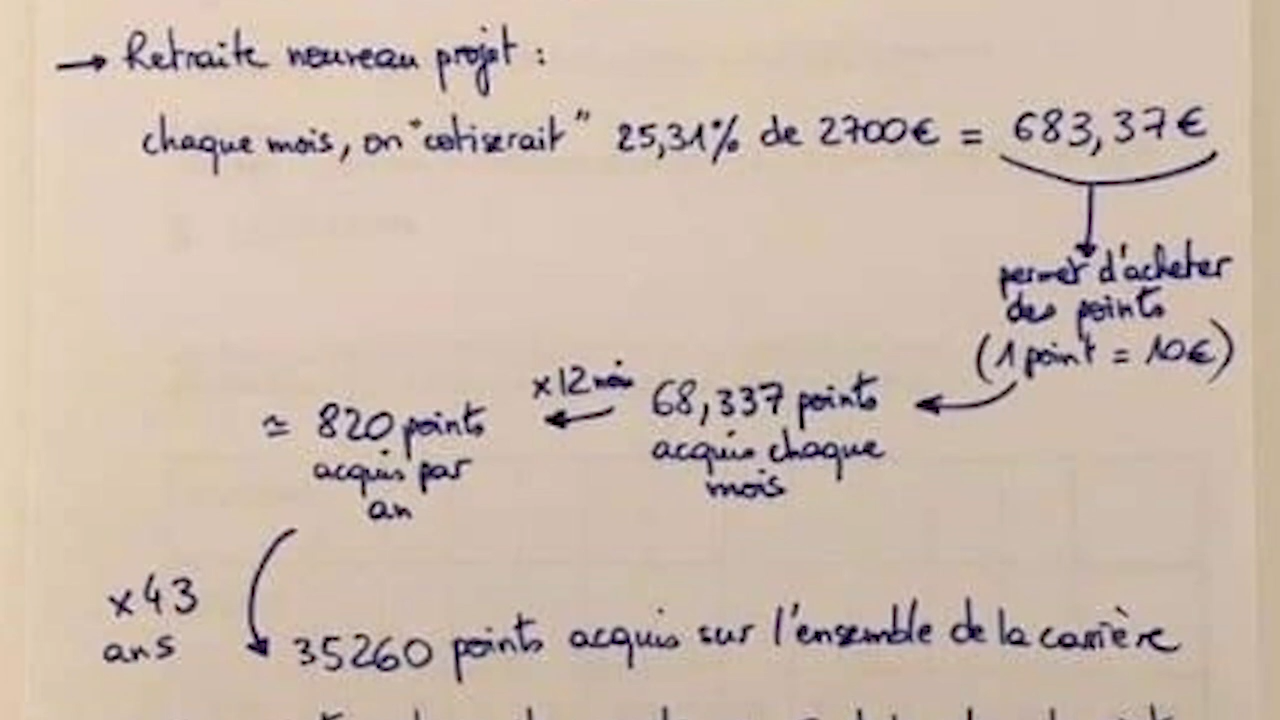 → Retraite nouveau projet :
chaque mois, on "cotiserait" 25,31% de 2700€ = 683,37€
permet d'acheter
des points
(1 point = 10€)
68,337 points
acquis chaque
mois
x12 mois
≃ 820 points
acquis par
an
x43
ans
35260 points acquis sur l'ensemble de la carrière